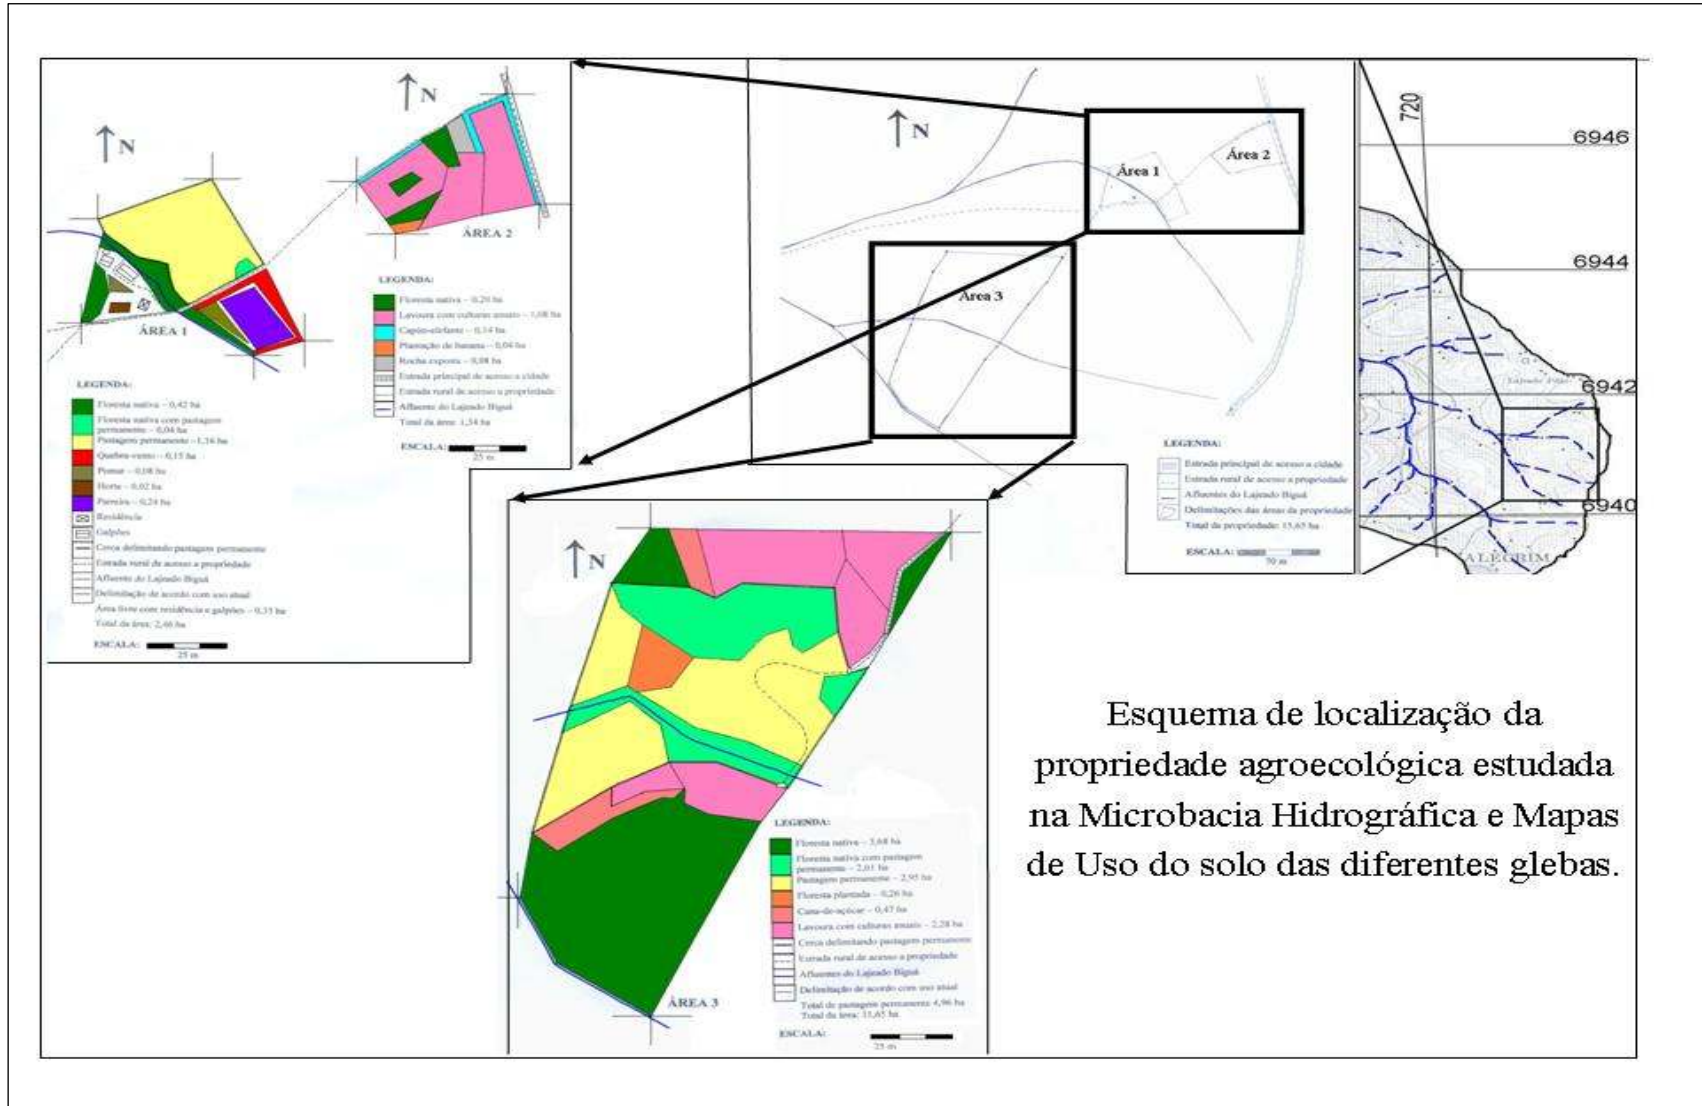 N
ÁREA 1
LEGENDA:
Floresta nativa – 0,42 ha
Floresta nativa com pastagem
permanente – 0,04 ha
Pastagem permanente – 1,16 ha
Quebra-vento – 0,15 ha
Pomar – 0,08 ha
Horta – 0,02 ha
Parreira – 0,24 ha
Residência
Galpões
Cerca delimitando pastagem permanente
Estrada rural de acesso a propriedade
Afluente do Lajeado Biguá
Delimitação de acordo com uso atual
Área livre com residência e galpões – 0,35 ha
Total da área: 2,46 ha
ESCALA:
25 m
N
ÁREA 2
LEGENDA:
Floresta nativa – 0,20 ha
Lavoura com culturas anuais – 1,08 ha
Capim-elefante – 0,14 ha
Plantação de banana – 0,04 ha
Rocha exposta – 0,08 ha
Estrada principal de acesso a cidade
Estrada rural de acesso a propriedade
Afluente do Lajeado Biguá
Total da área: 1,54 ha
ESCALA:
25 m
N
Área 1
Área 2
Área 3
LEGENDA:
Estrada principal de acesso a cidade
Estrada rural de acesso a propriedade
Afluentes do Lajeado Biguá
Delimitações das áreas da propriedade
Total da propriedade: 15,65 ha
ESCALA:
50 m
720
6946
6944
6942
6940
ALEGRIM
N
ÁREA 3
LEGENDA:
Floresta nativa – 3,68 ha
Floresta nativa com pastagem
permanente – 2,01 ha
Pastagem permanente – 2,95 ha
Floresta plantada – 0,26 ha
Cana-de-açúcar – 0,47 ha
Lavoura com culturas anuais – 2,28 ha
Cerca delimitando pastagem permanente
Estrada rural de acesso a propriedade
Afluentes do Lajeado Biguá
Delimitação de acordo com uso atual
Total de pastagem permanente 4,96 ha
Total da área: 11,65 ha
ESCALA:
25 m
Esquema de localização da
propriedade agroecológica estudada
na Microbacia Hidrográfica e Mapas
de Uso do solo das diferentes glebas.